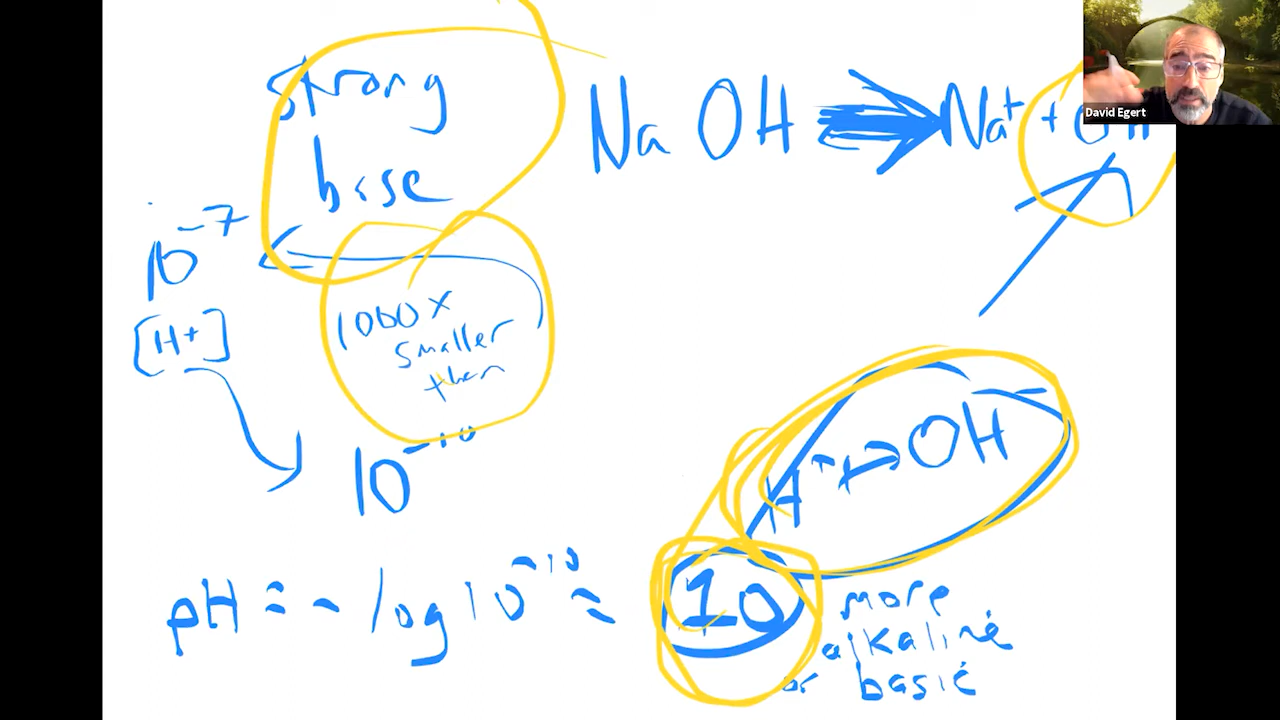 strong
base
NaOH → Na⁺ + OH
10⁻⁷
[H+]
1000x
smaller
than
10⁻¹⁰
H⁺ ↔ OH⁻
pH = - log 10⁻¹⁰ = 10
more
alkaline
or basic
David Egert